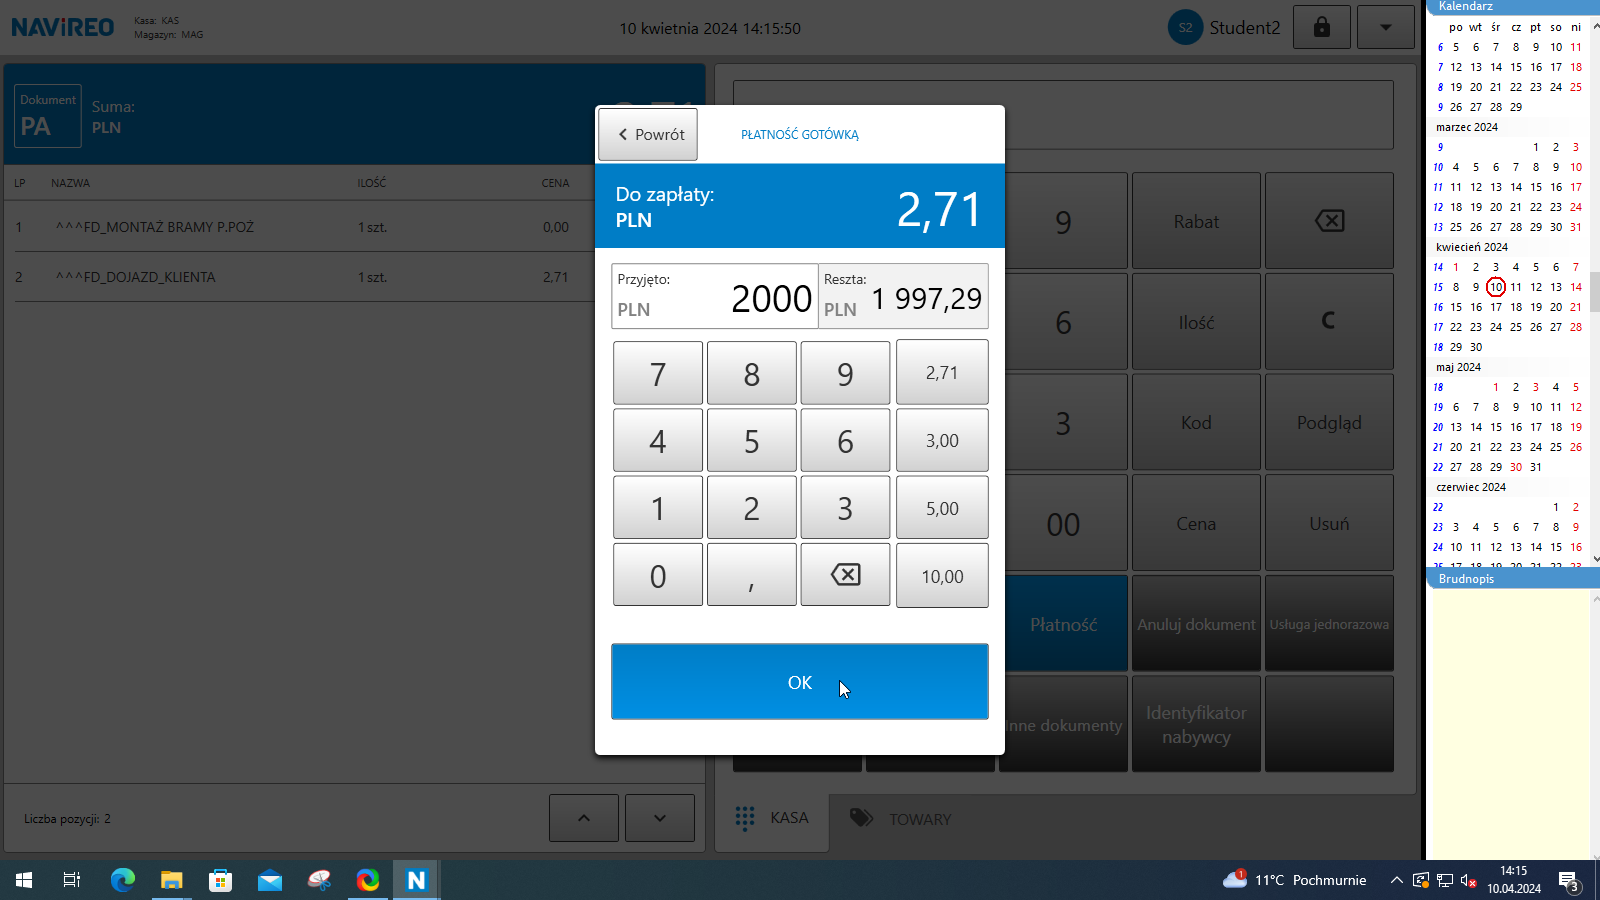 NAViREO
Kasa: KAS
Magazyn: MAG
10 kwietnia 2024 14:15:50
S2 Student2
Dokument
PA
Suma:
PLN
LP NAZWA ILOŚĆ CENA
1 ^^^FD_MONTAŻ BRAMY P.POŻ 1 szt. 0,00
2 ^^^FD_DOJAZD_KLIENTA 1 szt. 2,71
Liczba pozycji: 2
Powrót
PŁATNOŚĆ GOTÓWKĄ
Do zapłaty:
PLN
2,71
Przyjęto:
PLN 2000
Reszta:
PLN 1 997,29
7 8 9 2,71
4 5 6 3,00
1 2 3 5,00
0 , 10,00
OK
9 Rabat
6 Ilość C
3 Kod Podgląd
00 Cena Usuń
Płatność Anuluj dokument Usługa jednorazowa
Inne dokumenty Identyfikator
nabywcy
KASA TOWARY
Kalendarz
po wt śr cz pt so ni
6 5 6 7 8 9 10 11
7 12 13 14 15 16 17 18
8 19 20 21 22 23 24 25
9 26 27 28 29
marzec 2024
9 1 2 3
10 4 5 6 7 8 9 10
11 11 12 13 14 15 16 17
12 18 19 20 21 22 23 24
13 25 26 27 28 29 30 31
kwiecień 2024
14 1 2 3 4 5 6 7
15 8 9 10 11 12 13 14
16 15 16 17 18 19 20 21
17 22 23 24 25 26 27 28
18 29 30
maj 2024
18 1 2 3 4 5
19 6 7 8 9 10 11 12
20 13 14 15 16 17 18 19
21 20 21 22 23 24 25 26
22 27 28 29 30 31
czerwiec 2024
22 1 2
23 3 4 5 6 7 8 9
24 10 11 12 13 14 15 16
Brudnopis
N
1
11°C Pochmurnie
14:15
10.04.2024
3